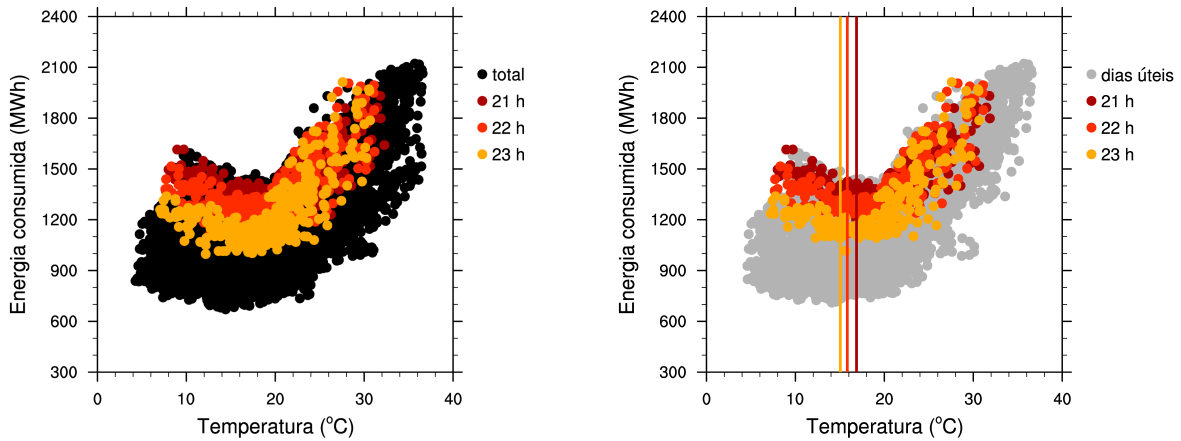 2400
2100
1800
1500
1200
900
600
300
0
10
20
30
40
Energia consumida (MWh)
Temperatura (°C)
total
21 h
22 h
23 h
2400
2100
1800
1500
1200
900
600
300
0
10
20
30
40
Energia consumida (MWh)
Temperatura (°C)
dias úteis
21 h
22 h
23 h